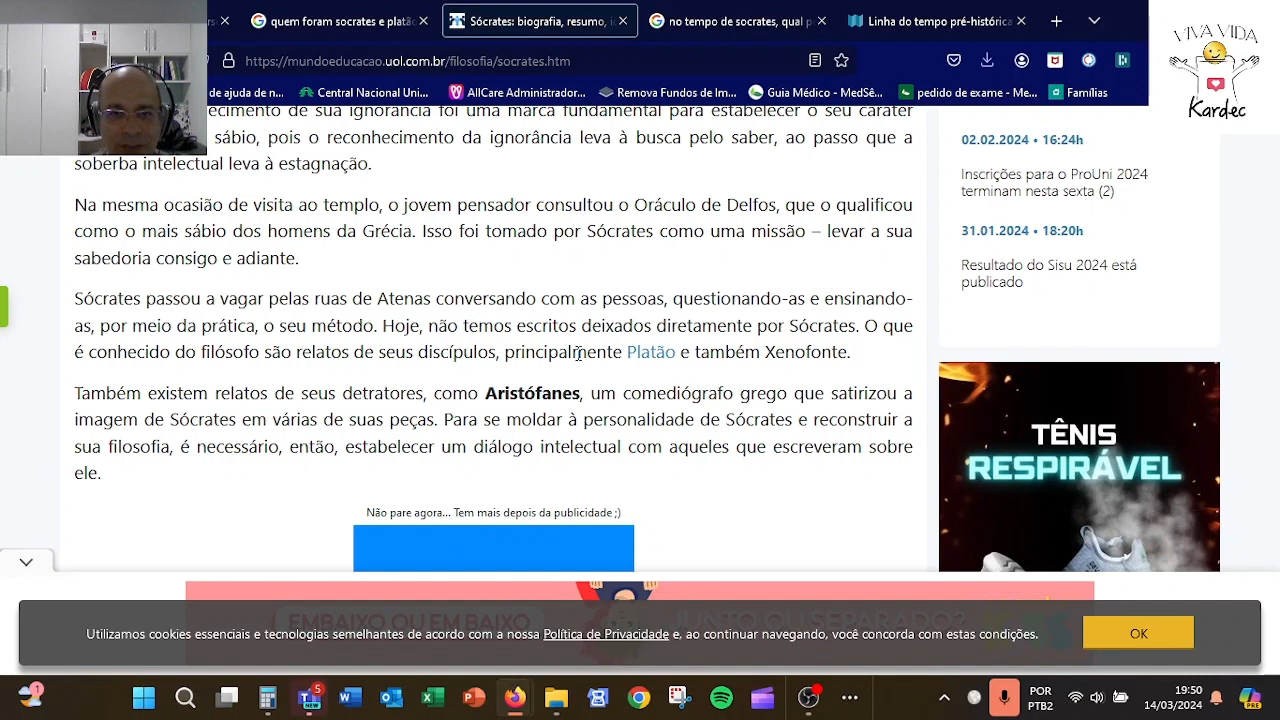 quem foram socrates e platão
Sócrates: biografia, resumo,
no tempo de socrates, qual p
Linha do tempo pré-histórica
https://mundoeducacao.uol.com.br/filosofia/socrates.htm
de ajuda de n...
Central Nacional Uni...
AllCare Administrador...
Remova Fundos de Im...
Guia Médico - MedSê...
pedido de exame - Me...
Famílias
VIVA VIDA
Kardec
ecimento de sua ignorância foi uma marca fundamental para estabelecer o seu caráter
sábio, pois o reconhecimento da ignorância leva à busca pelo saber, ao passo que a
soberba intelectual leva à estagnação.
Na mesma ocasião de visita ao templo, o jovem pensador consultou o Oráculo de Delfos, que o qualificou
como o mais sábio dos homens da Grécia. Isso foi tomado por Sócrates como uma missão – levar a sua
sabedoria consigo e adiante.
Sócrates passou a vagar pelas ruas de Atenas conversando com as pessoas, questionando-as e ensinando-
as, por meio da prática, o seu método. Hoje, não temos escritos deixados diretamente por Sócrates. O que
é conhecido do filósofo são relatos de seus discípulos, principalmente Platão e também Xenofonte.
Também existem relatos de seus detratores, como Aristófanes, um comediógrafo grego que satirizou a
imagem de Sócrates em várias de suas peças. Para se moldar à personalidade de Sócrates e reconstruir a
sua filosofia, é necessário, então, estabelecer um diálogo intelectual com aqueles que escreveram sobre
ele.
Não pare agora... Tem mais depois da publicidade ;)
02.02.2024 • 16:24h
Inscrições para o ProUni 2024
terminam nesta sexta (2)
31.01.2024 • 18:20h
Resultado do Sisu 2024 está
publicado
TÊNIS
RESPIRÁVEL
EMBAIXO OU EM BAIXO
JUNTO OU SEPARADO?
Utilizamos cookies essenciais e tecnologias semelhantes de acordo com a nossa Política de Privacidade e, ao continuar navegando, você concorda com estas condições.
OK
1
5
NEW
POR
PTB2
19:50
14/03/2024
PRE